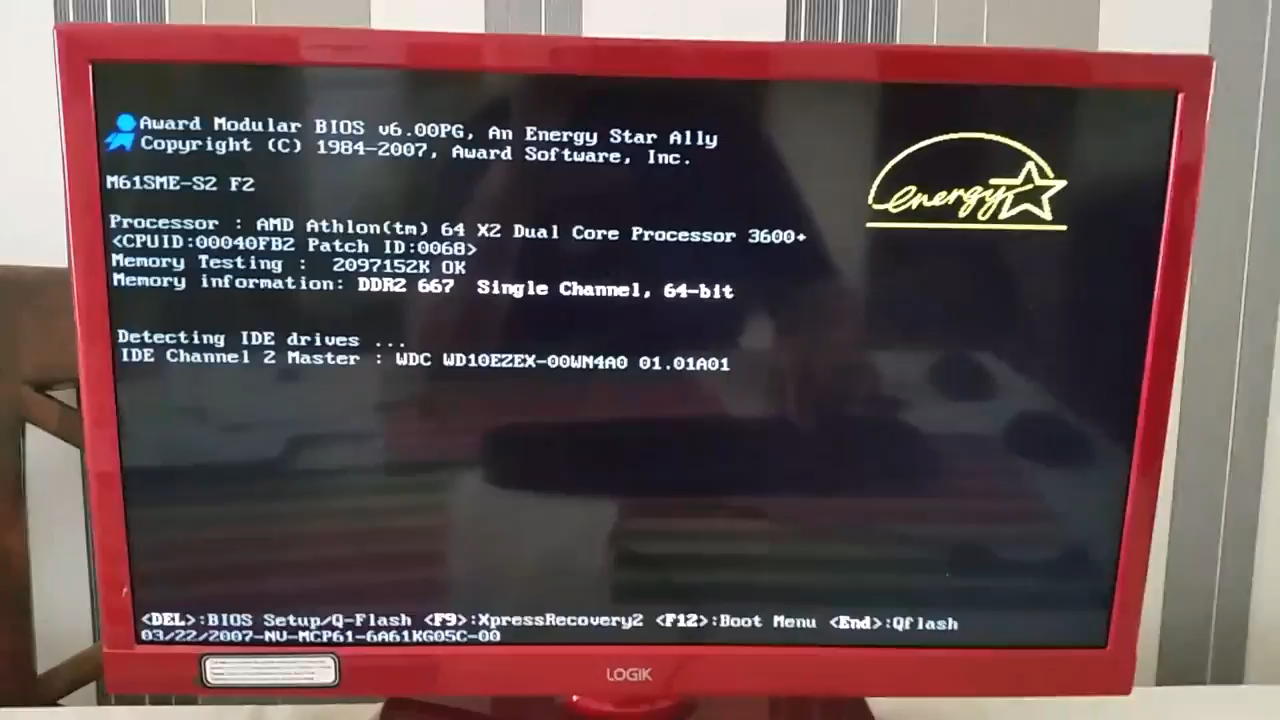 Award Modular BIOS v6.00PG, An Energy Star Ally
Copyright (C) 1984-2007, Award Software, Inc.
energy
M61SME-S2 F2
Processor : AMD Athlon(tm) 64 X2 Dual Core Processor 3600+
<CPUID:00040FB2 Patch ID:0068>
Memory Testing : 2097152K OK
Memory information: DDR2 667 Single Channel, 64-bit
Detecting IDE drives ...
IDE Channel 2 Master : WDC WD10EZEX-00WN4A0 01.01A01
<DEL>:BIOS Setup/Q-Flash <F9>:XpressRecovery2 <F12>:Boot Menu <End>:Qflash
03/22/2007-NV-MCP61-6A61KG05C-00
LOGIK